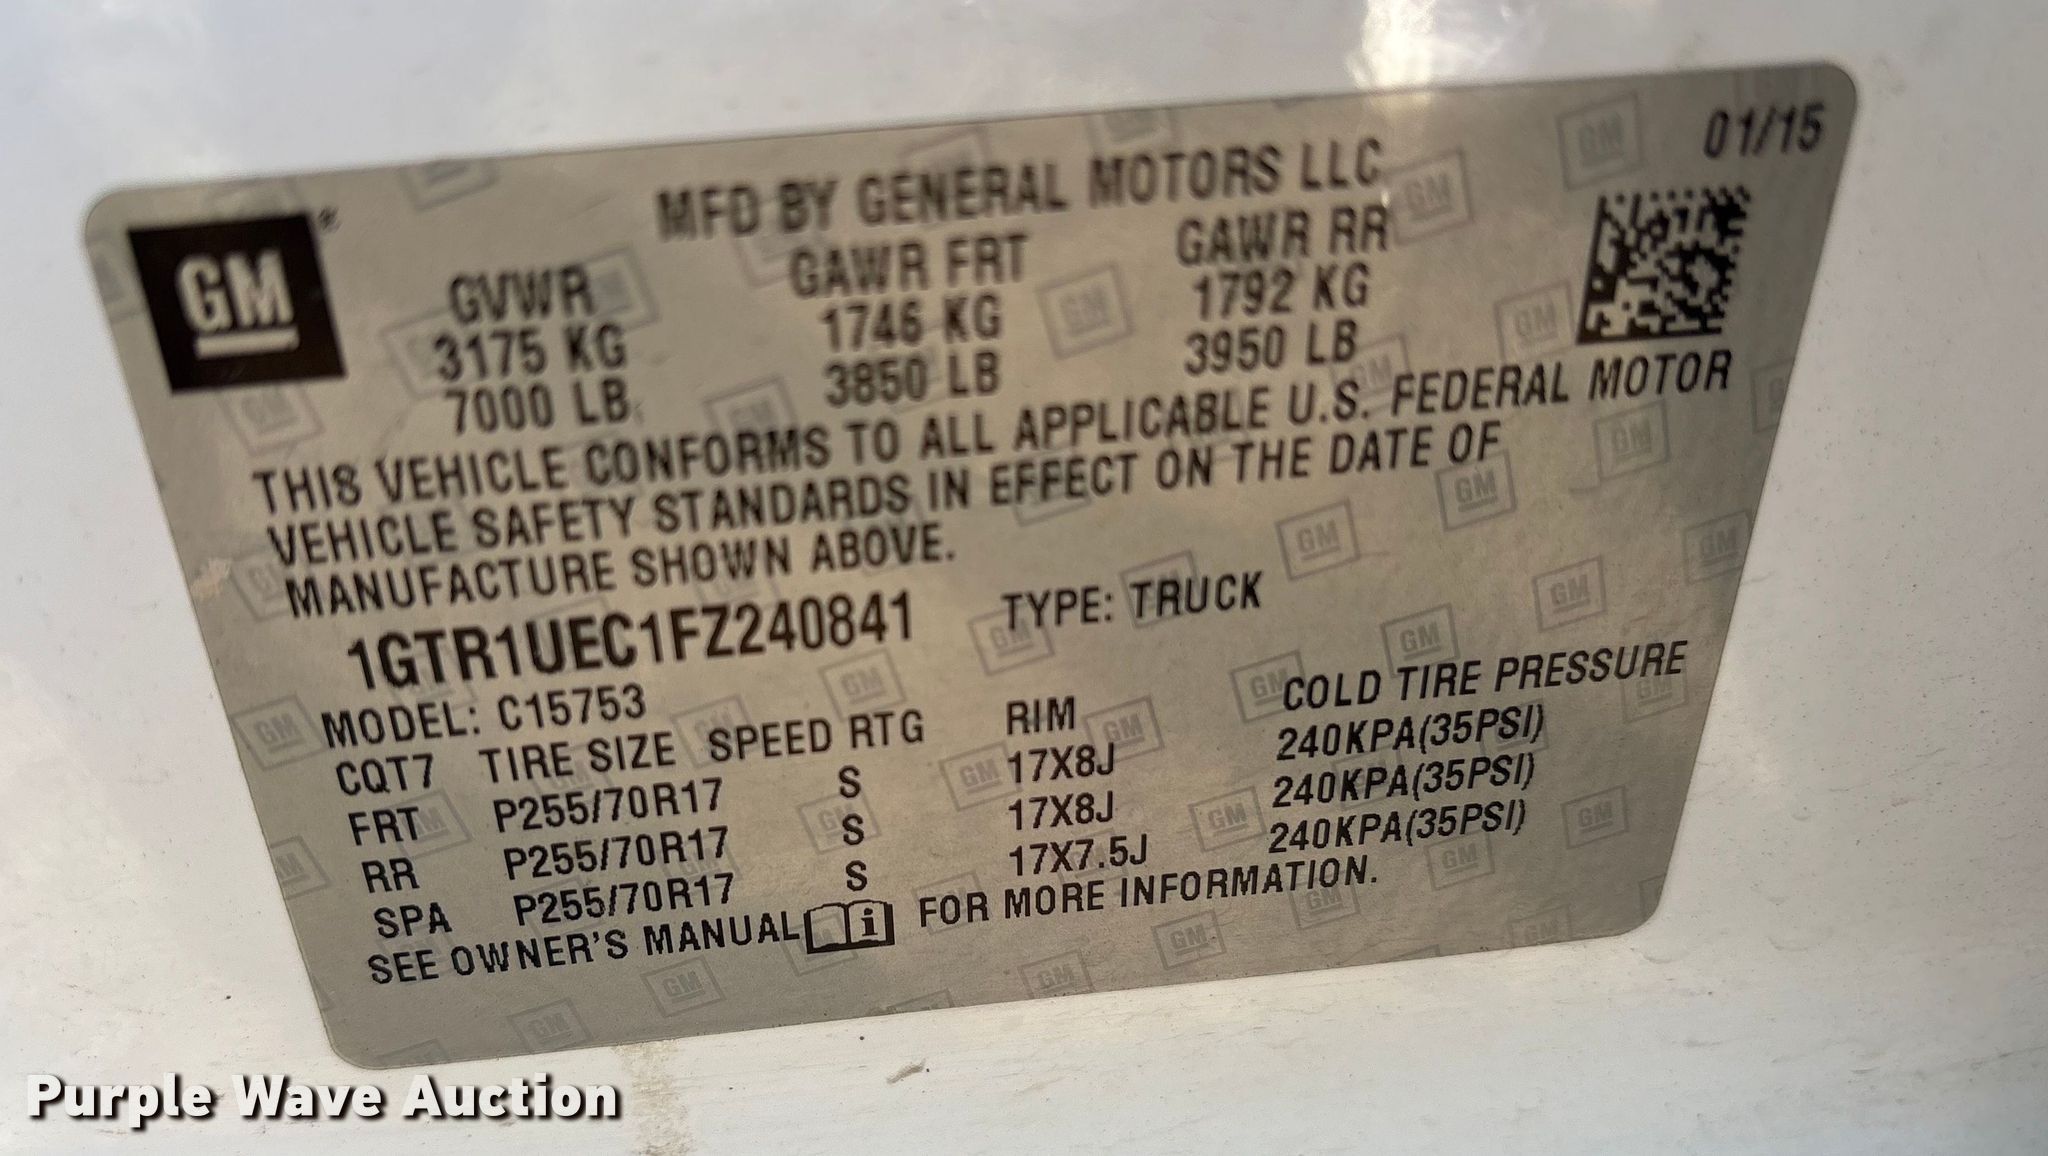 01/15
GM ®
MFD BY GENERAL MOTORS LLC
GVWR GAWR FRT GAWR RR
3175 KG 1746 KG 1792 KG
7000 LB 3850 LB 3950 LB
THIS VEHICLE CONFORMS TO ALL APPLICABLE U.S. FEDERAL MOTOR
VEHICLE SAFETY STANDARDS IN EFFECT ON THE DATE OF
MANUFACTURE SHOWN ABOVE.
1GTR1UEC1FZ240841 TYPE: TRUCK
MODEL: C15753
CQT7 TIRE SIZE SPEED RTG RIM COLD TIRE PRESSURE
FRT P255/70R17 S 17X8J 240KPA(35PSI)
RR P255/70R17 S 17X8J 240KPA(35PSI)
SPA P255/70R17 S 17X7.5J 240KPA(35PSI)
SEE OWNER'S MANUAL i FOR MORE INFORMATION.
Purple Wave Auction